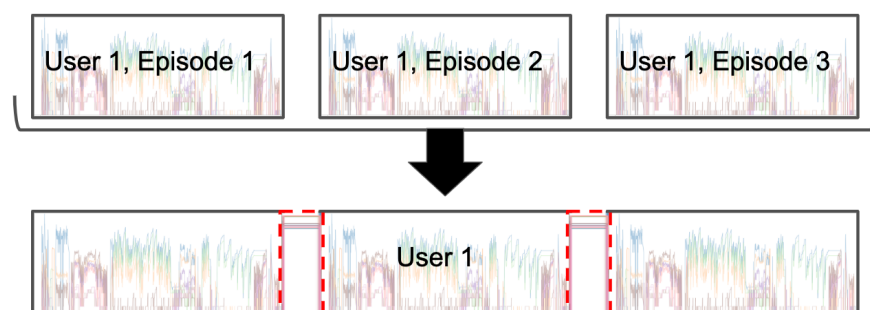 User 1, Episode 1
User 1, Episode 2
User 1, Episode 3
User 1